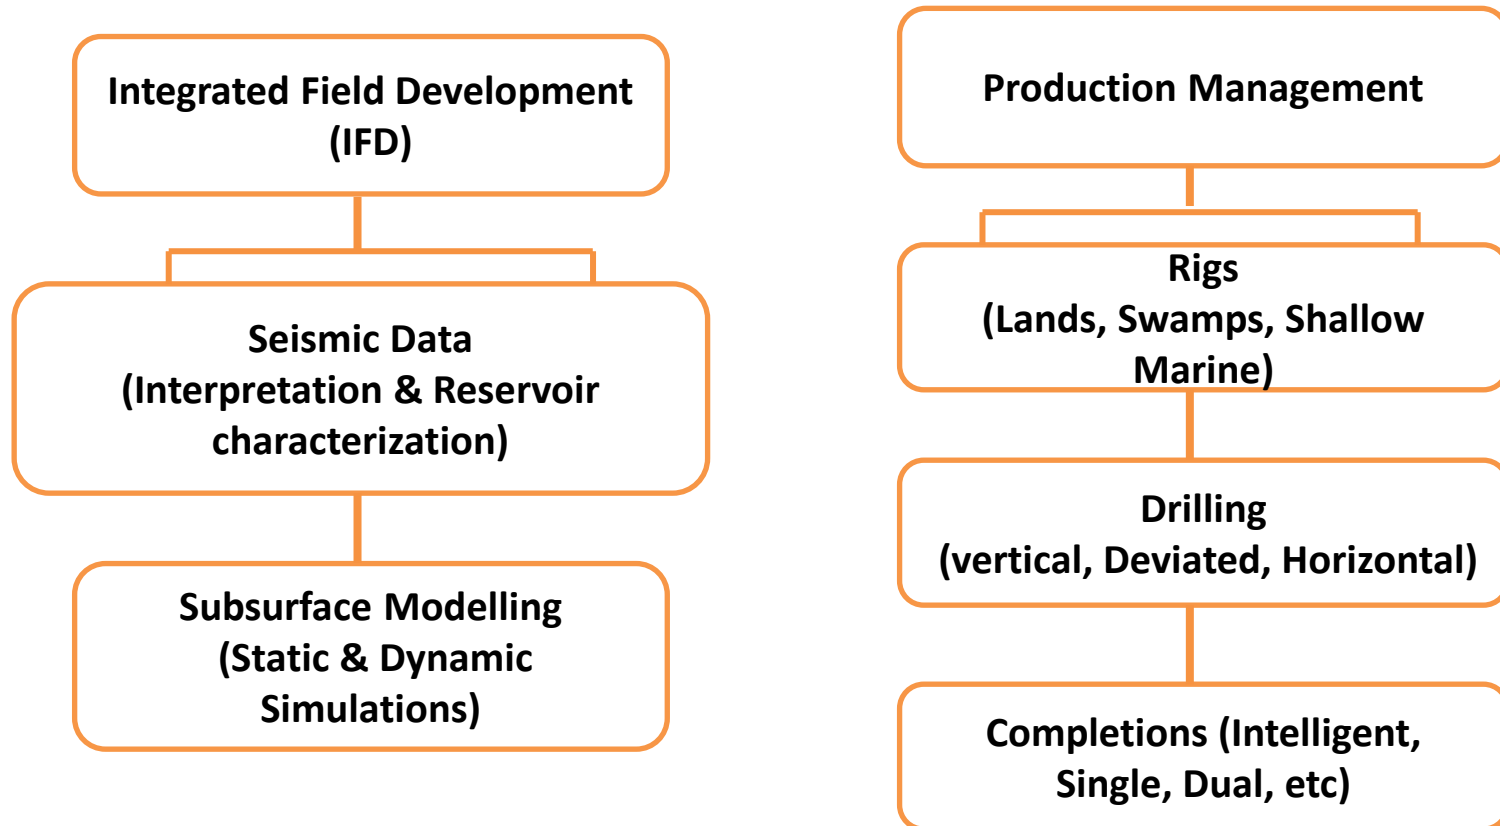 Integrated Field Development
(IFD)
Seismic Data
(Interpretation & Reservoir
characterization)
Subsurface Modelling
(Static & Dynamic
Simulations)
Production Management
Rigs
(Lands, Swamps, Shallow
Marine)
Drilling
(vertical, Deviated, Horizontal)
Completions (Intelligent,
Single, Dual, etc)